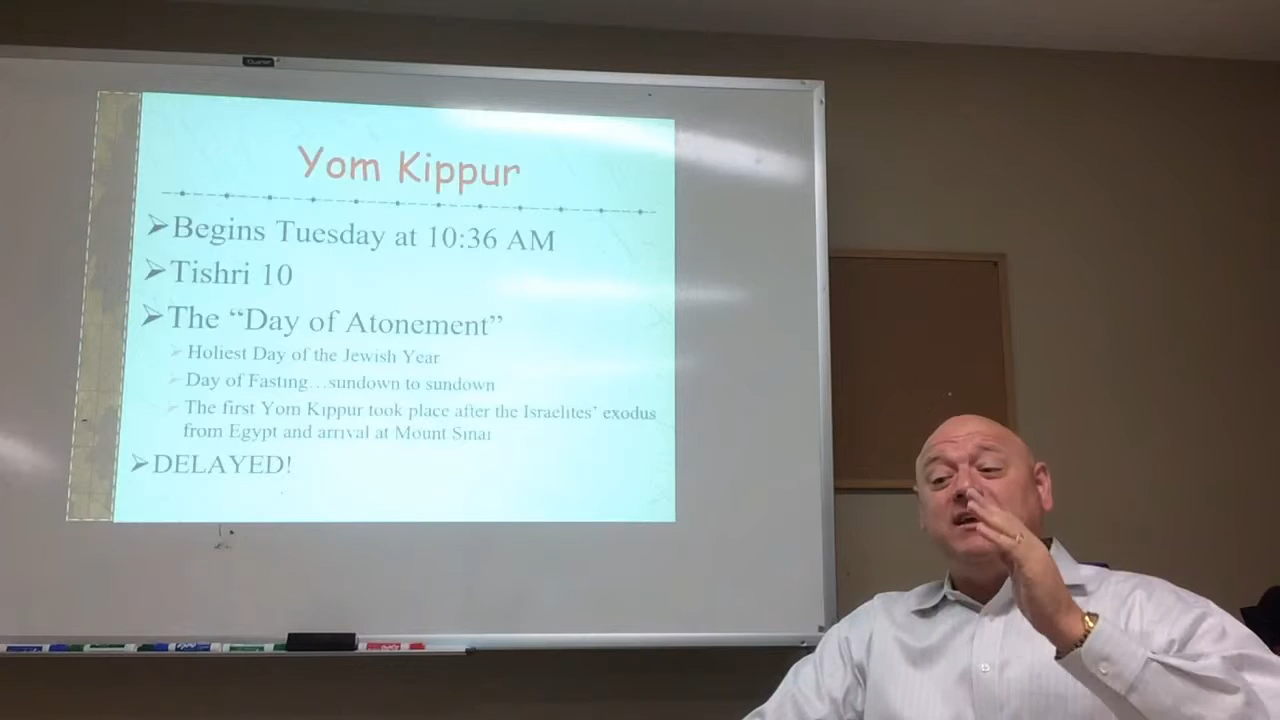 Quartet
Yom Kippur
Begins Tuesday at 10:36 AM
Tishri 10
The “Day of Atonement”
Holiest Day of the Jewish Year
Day of Fasting…sundown to sundown
The first Yom Kippur took place after the Israelites’ exodus
from Egypt and arrival at Mount Sinai
DELAYED!